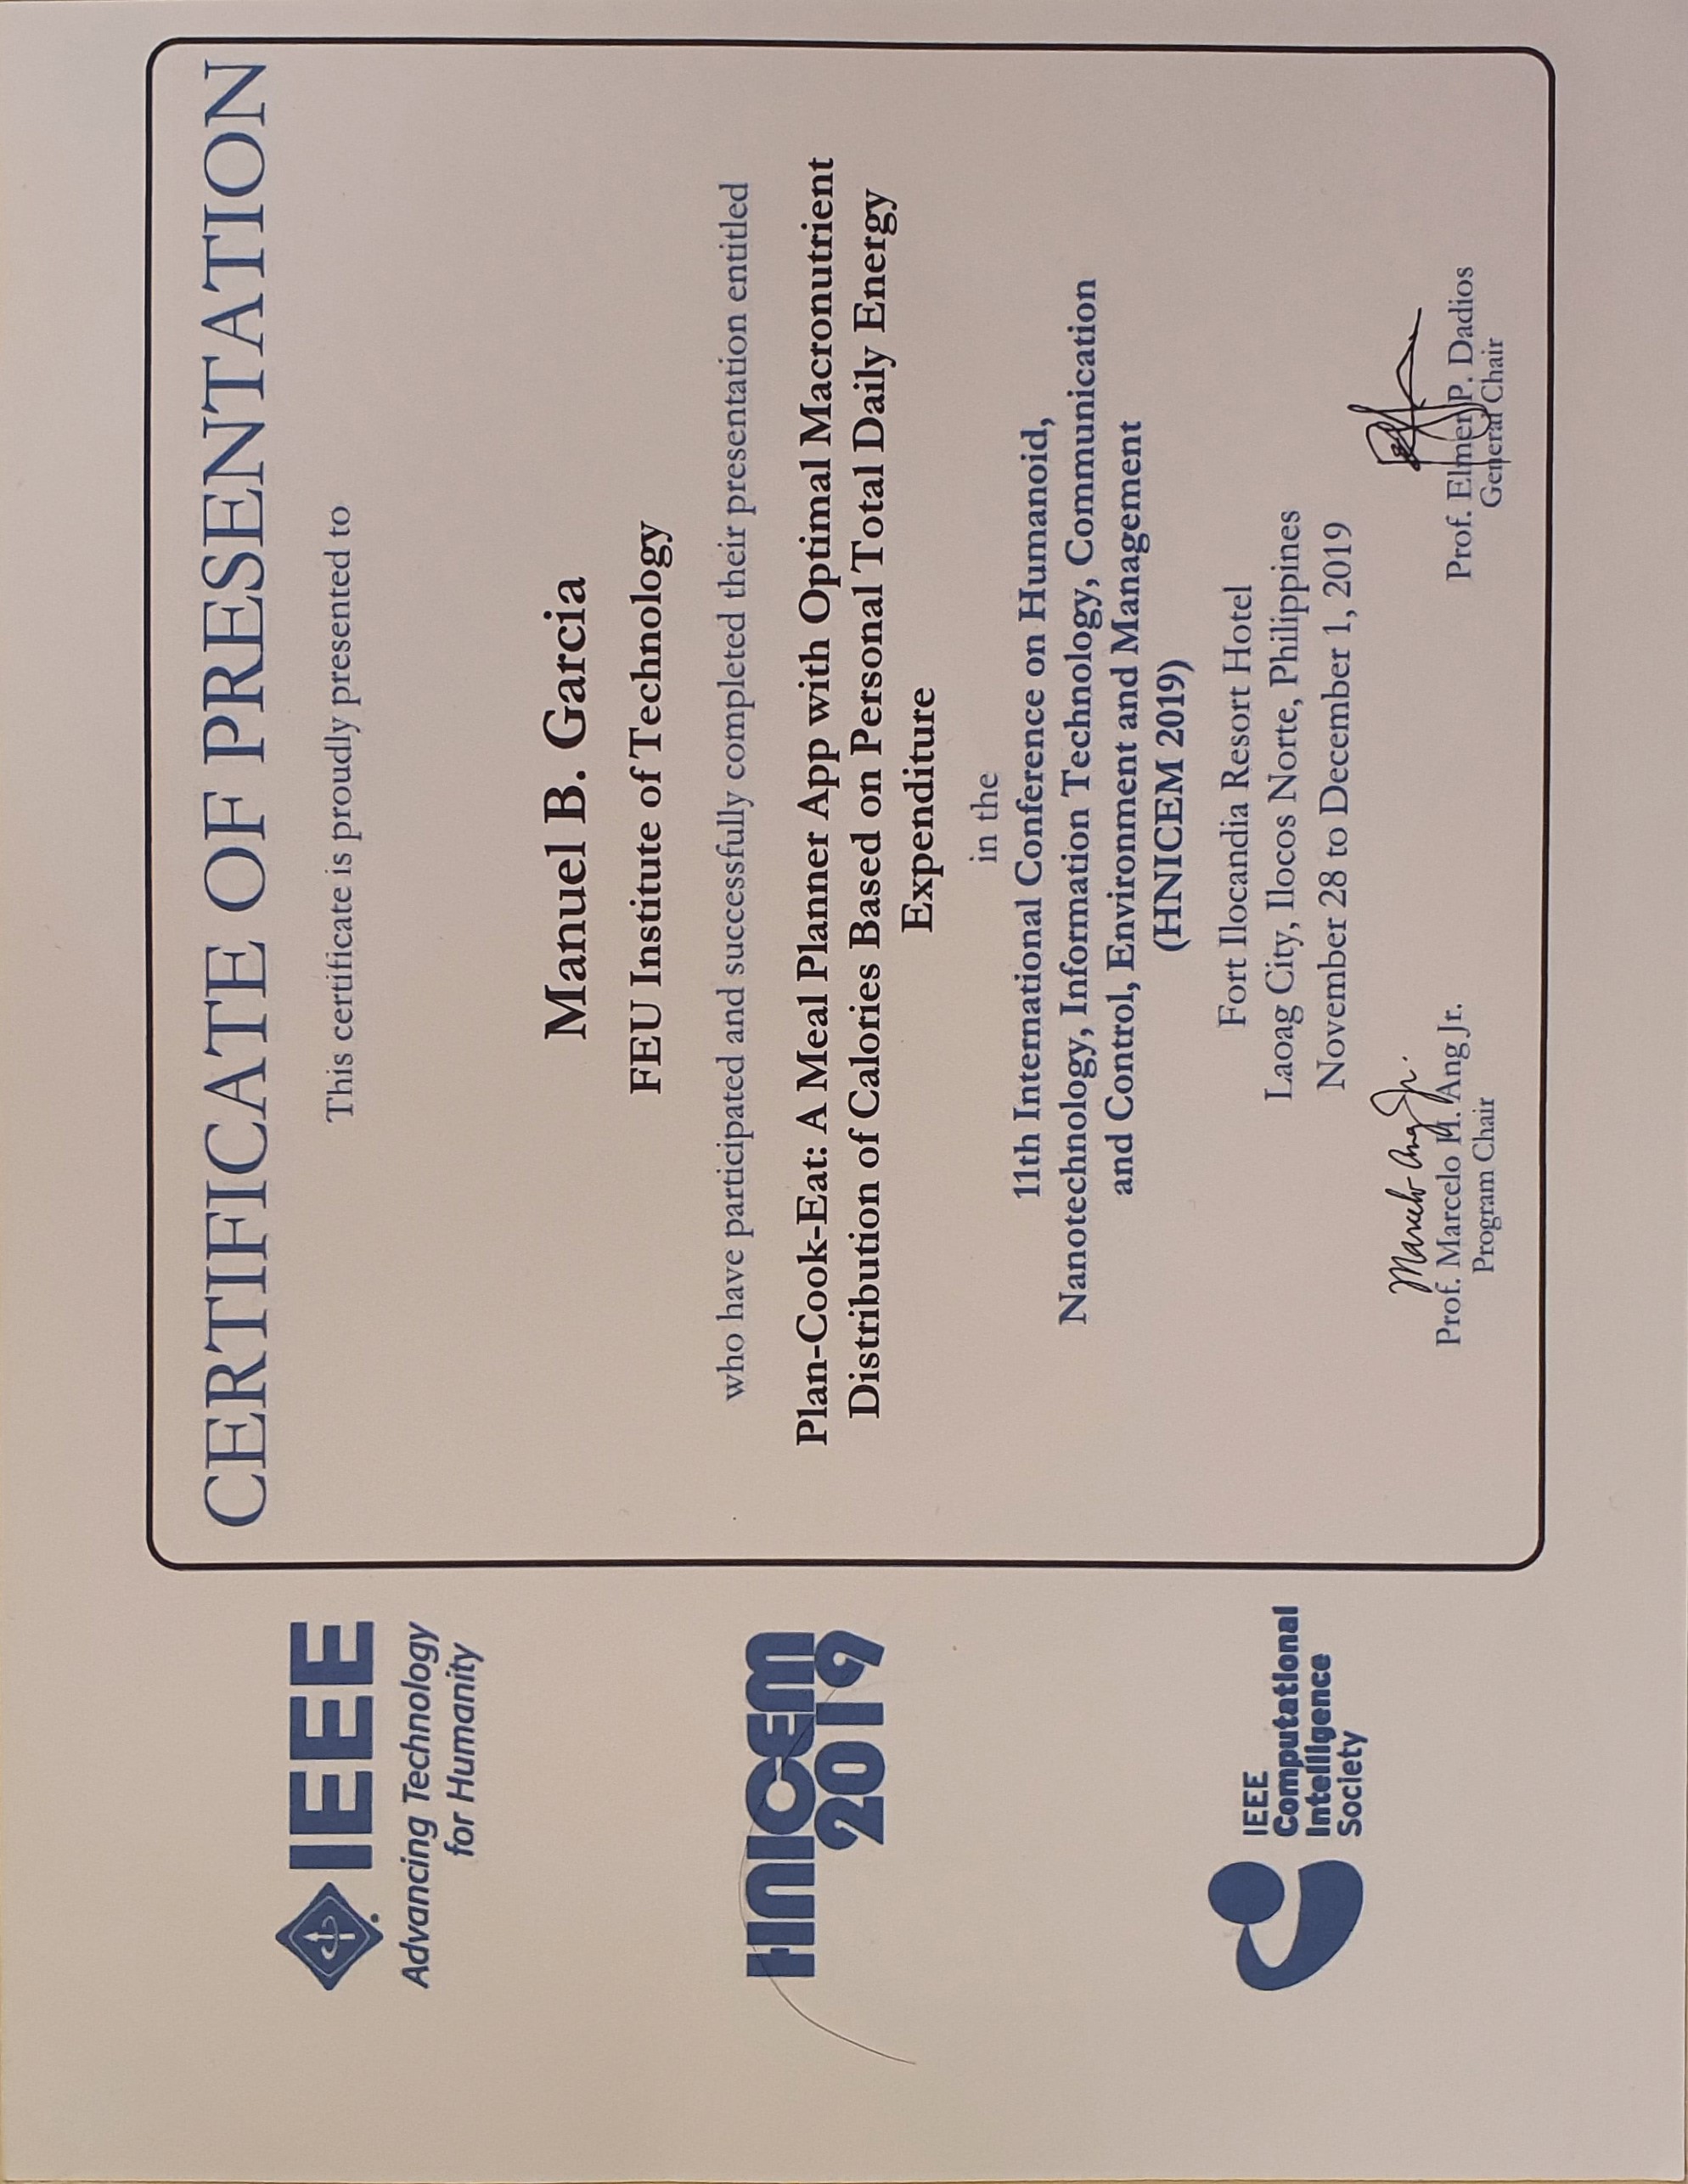 IEEE
Advancing Technology
for Humanity
HNICEM
2019
IEEE
Computational
Intelligence
Society
CERTIFICATE OF PRESENTATION
This certificate is proudly presented to
Manuel B. Garcia
FEU Institute of Technology
who have participated and successfully completed their presentation entitled
Plan-Cook-Eat: A Meal Planner App with Optimal Macronutrient
Distribution of Calories Based on Personal Total Daily Energy
Expenditure
in the
11th International Conference on Humanoid,
Nanotechnology, Information Technology, Communication
and Control, Environment and Management
(HNICEM 2019)
Fort Ilocandia Resort Hotel
Laoag City, Ilocos Norte, Philippines
November 28 to December 1, 2019
Marcelo Ang Jr.
Prof. Marcelo H. Ang Jr.
Program Chair
Prof. Elmer P. Dadios
General Chair